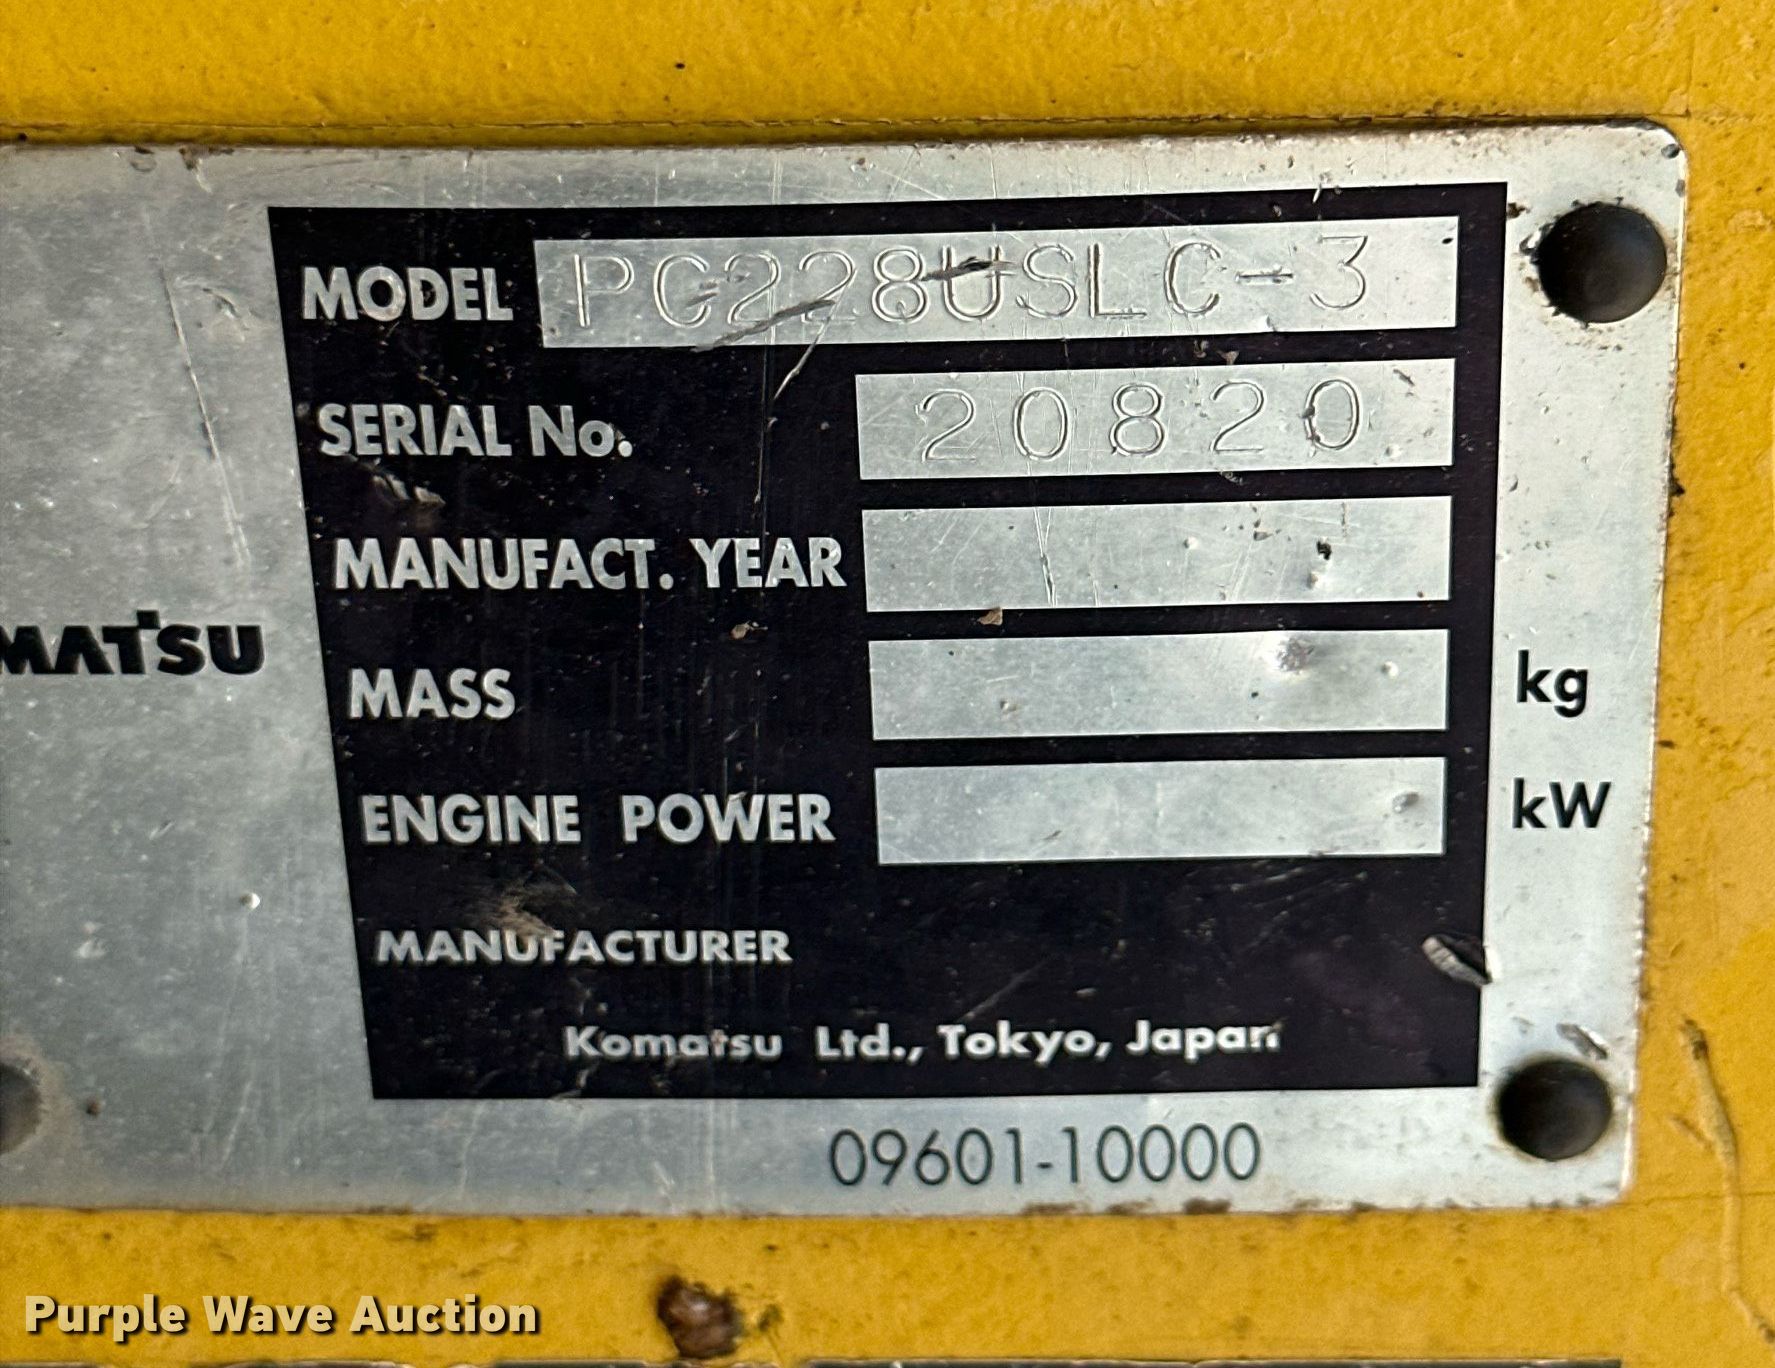 MODEL PC228USLC-3
SERIAL No. 20820
MANUFACT. YEAR
MATSU
MASS kg
ENGINE POWER kW
MANUFACTURER
Komatsu Ltd., Tokyo, Japan
09601-10000
Purple Wave Auction